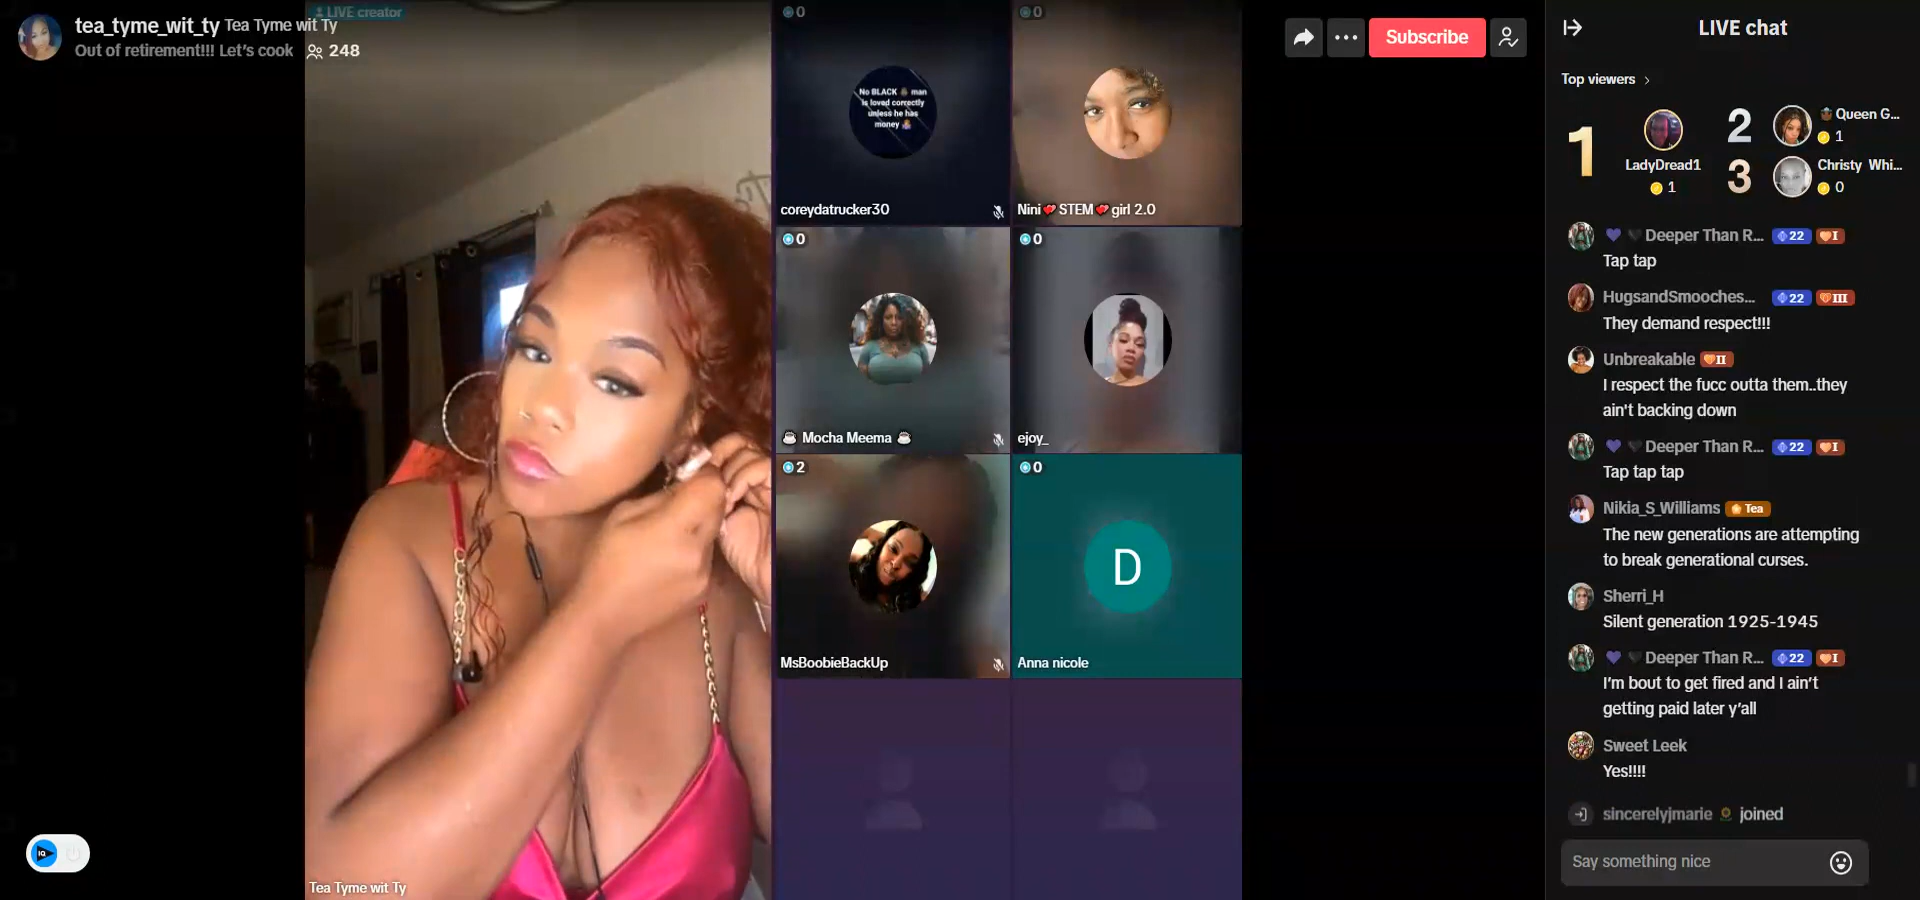 tea_tyme_wit_ty Tea Tyme wit Ty
Out of retirement!!! Let's cook
248
LIVE creator
0
No BLACK man
is loved correctly
unless he has
money
coreydatrucker30
0
Nini❤️STEM❤️girl 2.0
0
☕ Mocha Meema ☕
0
ejoy_
2
MsBoobieBackUp
0
D
Anna nicole
Tea Tyme wit Ty
Subscribe
LIVE chat
Top viewers >
1
LadyDread1
1
2
Queen G...
1
3
Christy Whi...
0
💜🖤Deeper Than R... 22 I
Tap tap
HugsandSmooches... 22 III
They demand respect!!!
Unbreakable II
I respect the fucc outta them..they
ain't backing down
💜🖤Deeper Than R... 22 I
Tap tap tap
Nikia_S_Williams Tea
The new generations are attempting
to break generational curses.
Sherri_H
Silent generation 1925-1945
💜🖤Deeper Than R... 22 I
I'm bout to get fired and I ain't
getting paid later y'all
Sweet Leek
Yes!!!!
sincerelyjmarie joined
Say something nice